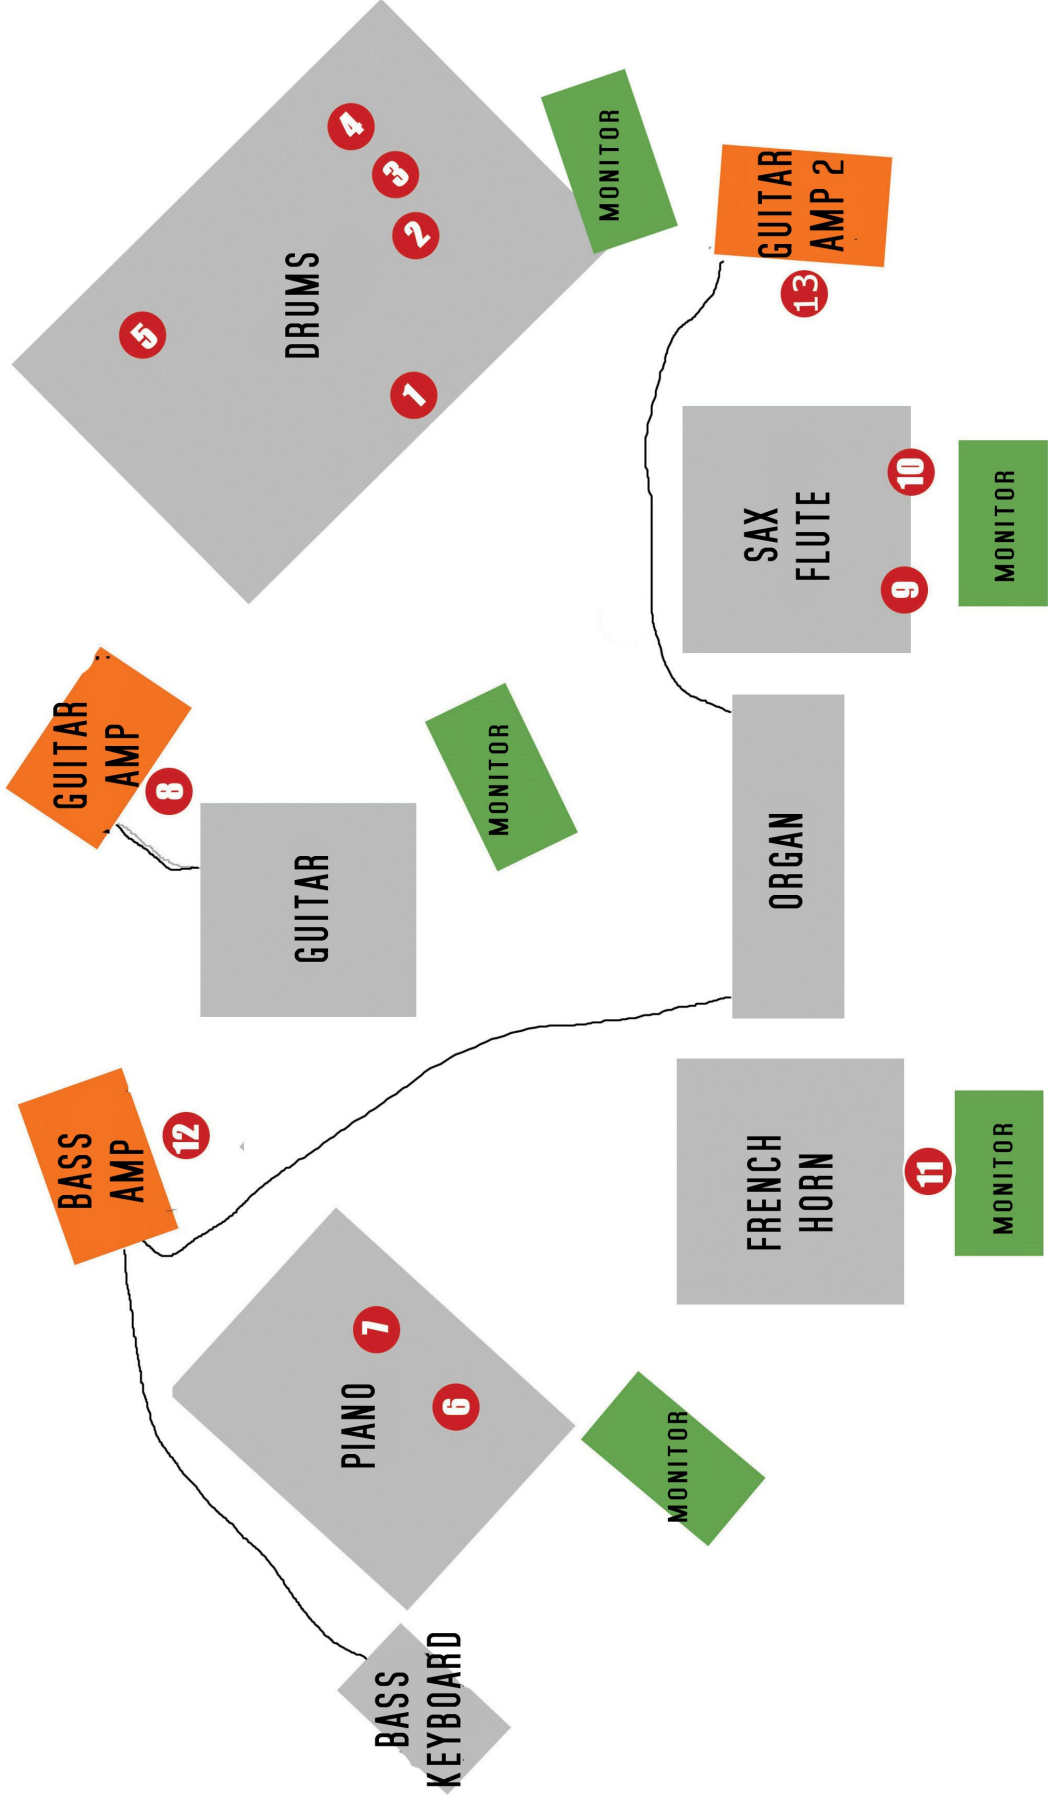 BASS
AMP
12
GUITAR
AMP
8
5
DRUMS
4
3
2
1
GUITAR
PIANO
7
6
BASS
KEYBOARD
MONITOR
MONITOR
MONITOR
FRENCH
HORN
11
MONITOR
ORGAN
SAX
FLUTE
9
10
MONITOR
GUITAR
AMP 2
13